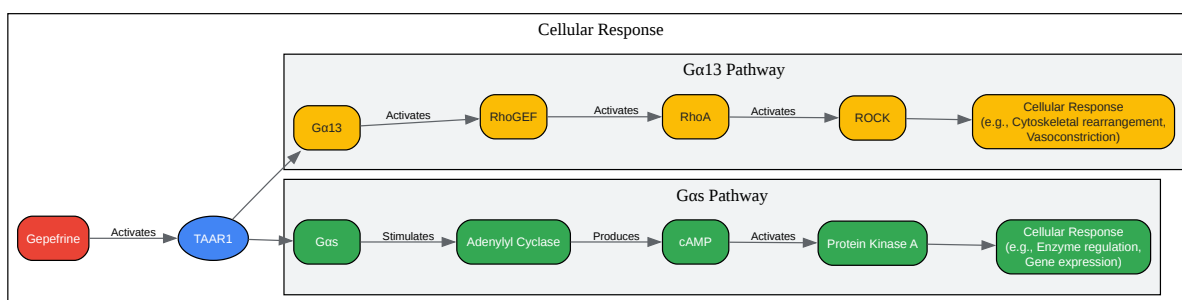 Cellular Response
Gα13 Pathway
Gα13
Activates
RhoGEF
Activates
RhoA
Activates
ROCK
Cellular Response
(e.g., Cytoskeletal rearrangement,
Vasoconstriction)
Gαs Pathway
Gepefrine
Activates
TAAR1
Gαs
Stimulates
Adenylyl Cyclase
Produces
cAMP
Activates
Protein Kinase A
Cellular Response
(e.g., Enzyme regulation,
Gene expression)